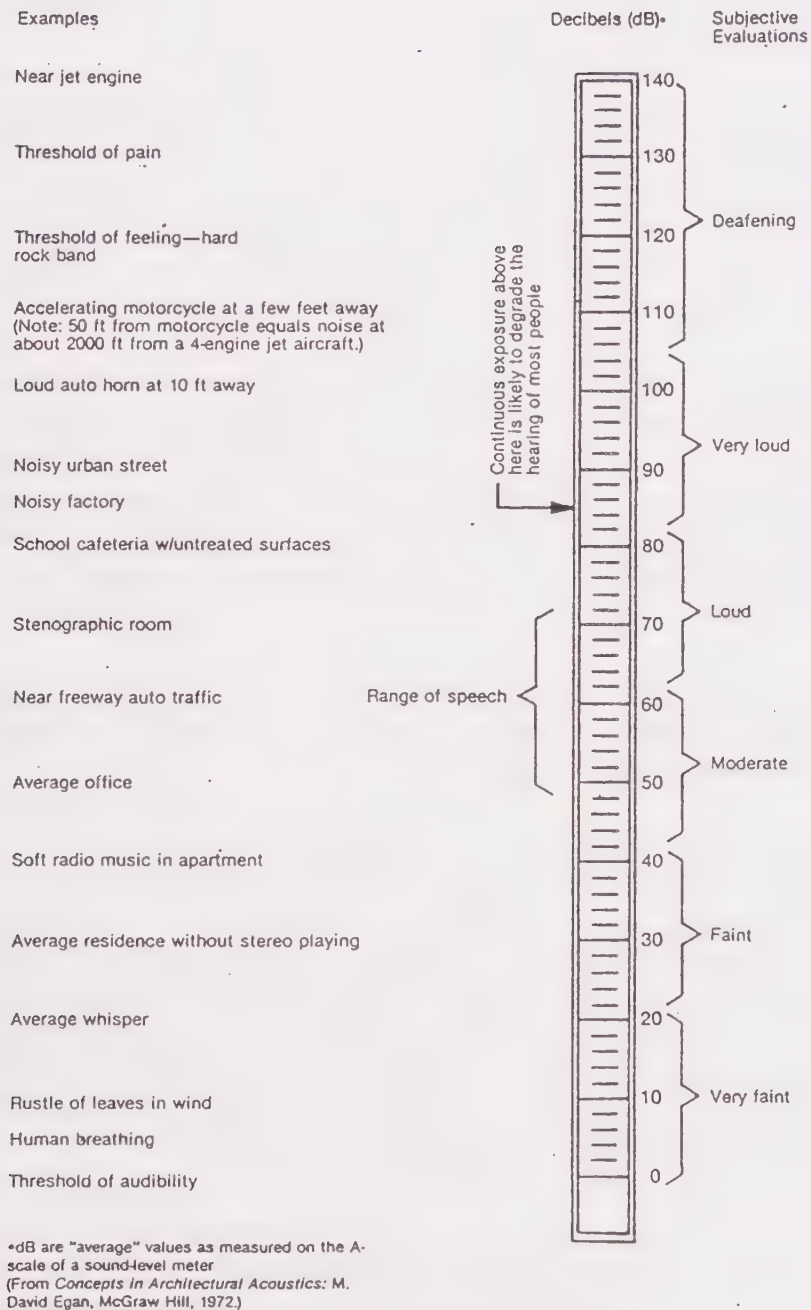 Examples
Decibels (dB)•
Subjective
Evaluations
Near jet engine
140
Threshold of pain
130
Deafening
Threshold of feeling—hard
rock band
120
Continuous exposure above
here is likely to degrade the
hearing of most people
Accelerating motorcycle at a few feet away
(Note: 50 ft from motorcycle equals noise at
about 2000 ft from a 4-engine jet aircraft.)
110
Loud auto horn at 10 ft away
100
Very loud
Noisy urban street
90
Noisy factory
School cafeteria w/untreated surfaces
80
Loud
Stenographic room
70
Near freeway auto traffic
Range of speech
60
Moderate
Average office
50
Soft radio music in apartment
40
Faint
Average residence without stereo playing
30
Average whisper
20
Rustle of leaves in wind
10
Very faint
Human breathing
Threshold of audibility
0
•dB are "average" values as measured on the A-
scale of a sound-level meter
(From Concepts in Architectural Acoustics: M.
David Egan, McGraw Hill, 1972.)